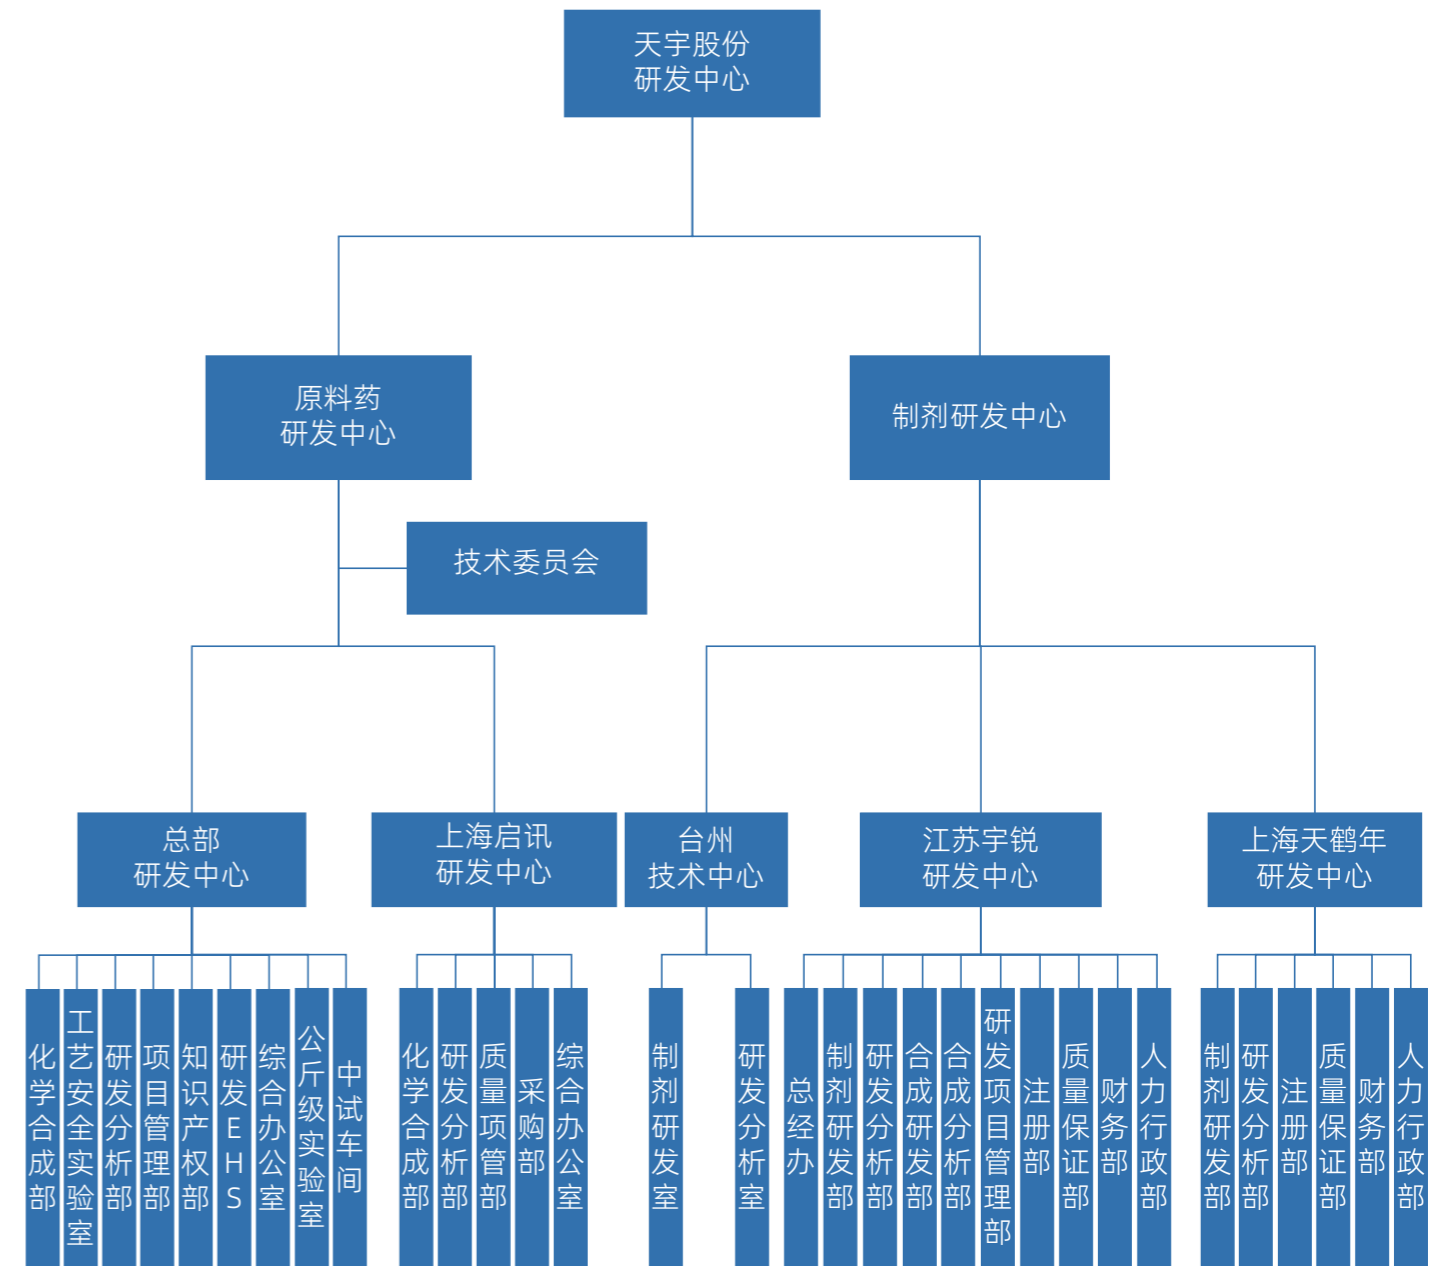 天宇股份
研发中心
原料药
研发中心
制剂研发中心
技术委员会
总部
研发中心
上海启讯
研发中心
台州
技术中心
江苏宇锐
研发中心
上海天鹤年
研发中心
化学合成部
工艺安全实验室
研发分析部
项目管理部
知识产权部
研发EHS
综合办公室
公斤级实验室
中试车间
化学合成部
研发分析部
质量项管部
采购部
综合办公室
制剂研发室
研发分析室
总经办
制剂研发部
研发分析部
合成研发部
合成分析部
研发项目管理部
注册部
质量保证部
财务部
人力行政部
制剂研发部
研发分析部
注册部
质量保证部
财务部
人力行政部